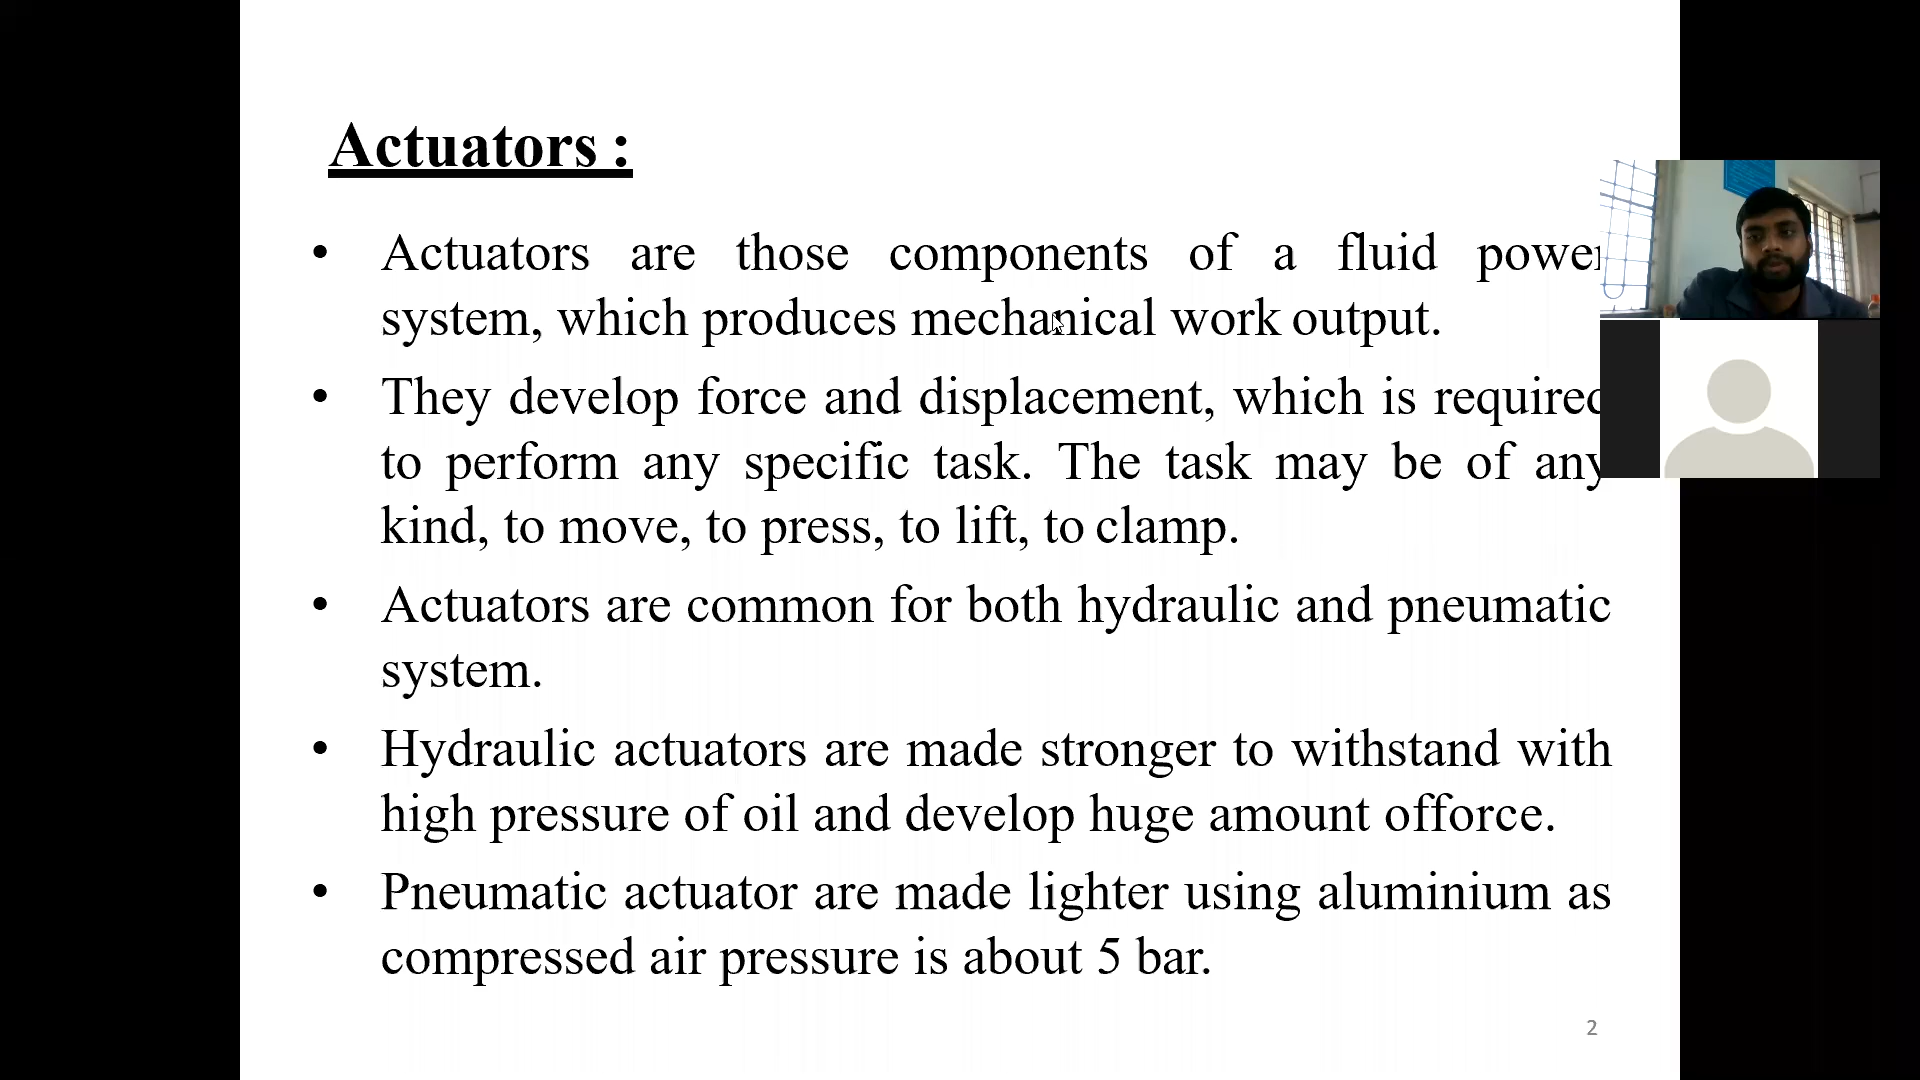 Actuators :
• Actuators are those components of a fluid power
system, which produces mechanical work output.
• They develop force and displacement, which is required
to perform any specific task. The task may be of any
kind, to move, to press, to lift, to clamp.
• Actuators are common for both hydraulic and pneumatic
system.
• Hydraulic actuators are made stronger to withstand with
high pressure of oil and develop huge amount offorce.
• Pneumatic actuator are made lighter using aluminium as
compressed air pressure is about 5 bar.
2